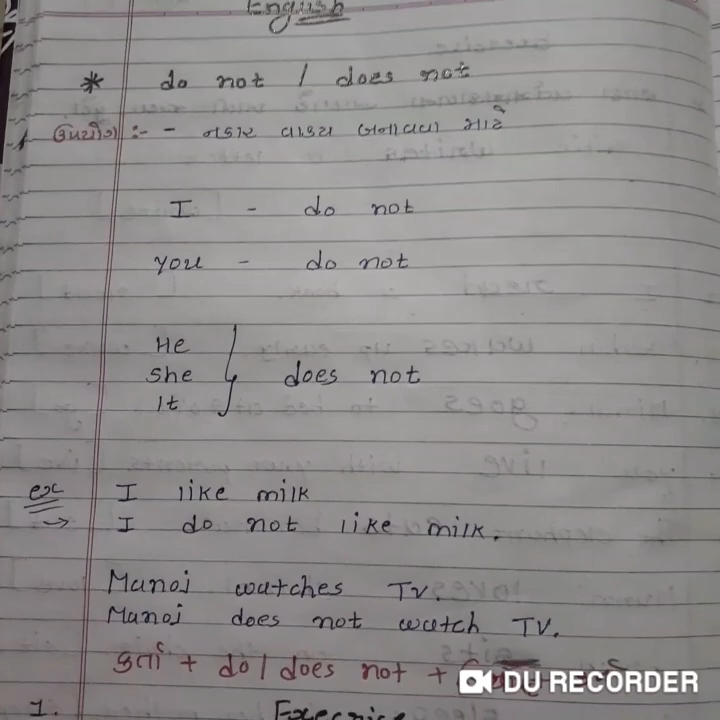 English
* do not / does not
ઉપયોગ :- - નકાર વાક્ય બનાવવા માટે
I - do not
you - do not
He
she
It
does not
ex I like milk
→ I do not like milk.
Manoj watches TV.
Manoj does not watch TV.
કર્તા + do / does not +
DU RECORDER
1.